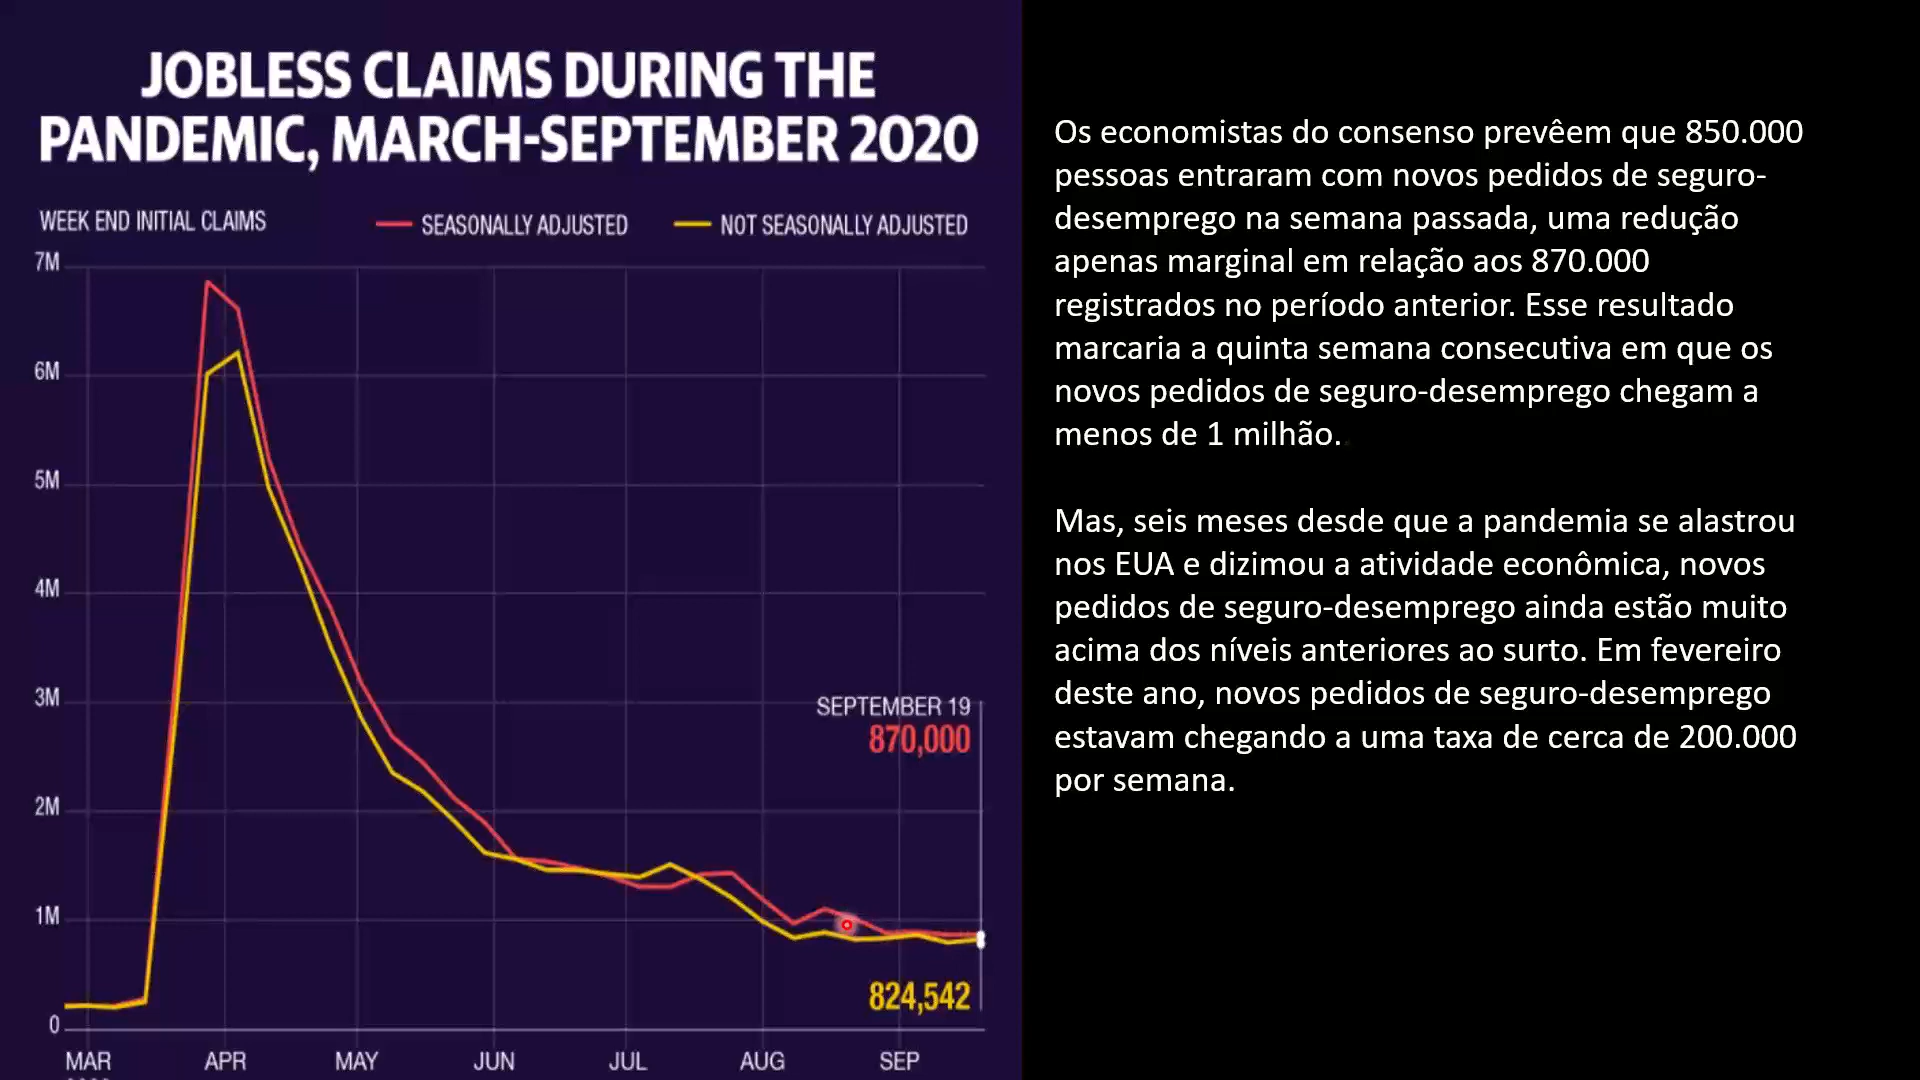 JOBLESS CLAIMS DURING THE
PANDEMIC, MARCH-SEPTEMBER 2020
WEEK END INITIAL CLAIMS
SEASONALLY ADJUSTED
NOT SEASONALLY ADJUSTED
7M
6M
5M
4M
3M
2M
1M
0
SEPTEMBER 19
870,000
824,542
MAR
APR
MAY
JUN
JUL
AUG
SEP
Os economistas do consenso prevêem que 850.000
pessoas entraram com novos pedidos de seguro-
desemprego na semana passada, uma redução
apenas marginal em relação aos 870.000
registrados no período anterior. Esse resultado
marcaria a quinta semana consecutiva em que os
novos pedidos de seguro-desemprego chegam a
menos de 1 milhão.
Mas, seis meses desde que a pandemia se alastrou
nos EUA e dizimou a atividade econômica, novos
pedidos de seguro-desemprego ainda estão muito
acima dos níveis anteriores ao surto. Em fevereiro
deste ano, novos pedidos de seguro-desemprego
estavam chegando a uma taxa de cerca de 200.000
por semana.